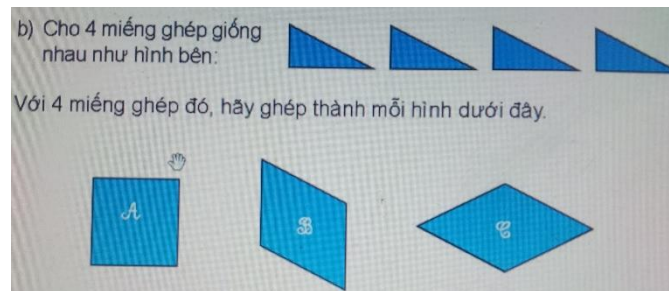 b) Cho 4 miếng ghép giống
nhau như hình bên:
Với 4 miếng ghép đó, hãy ghép thành mỗi hình dưới đây.
A
B
C